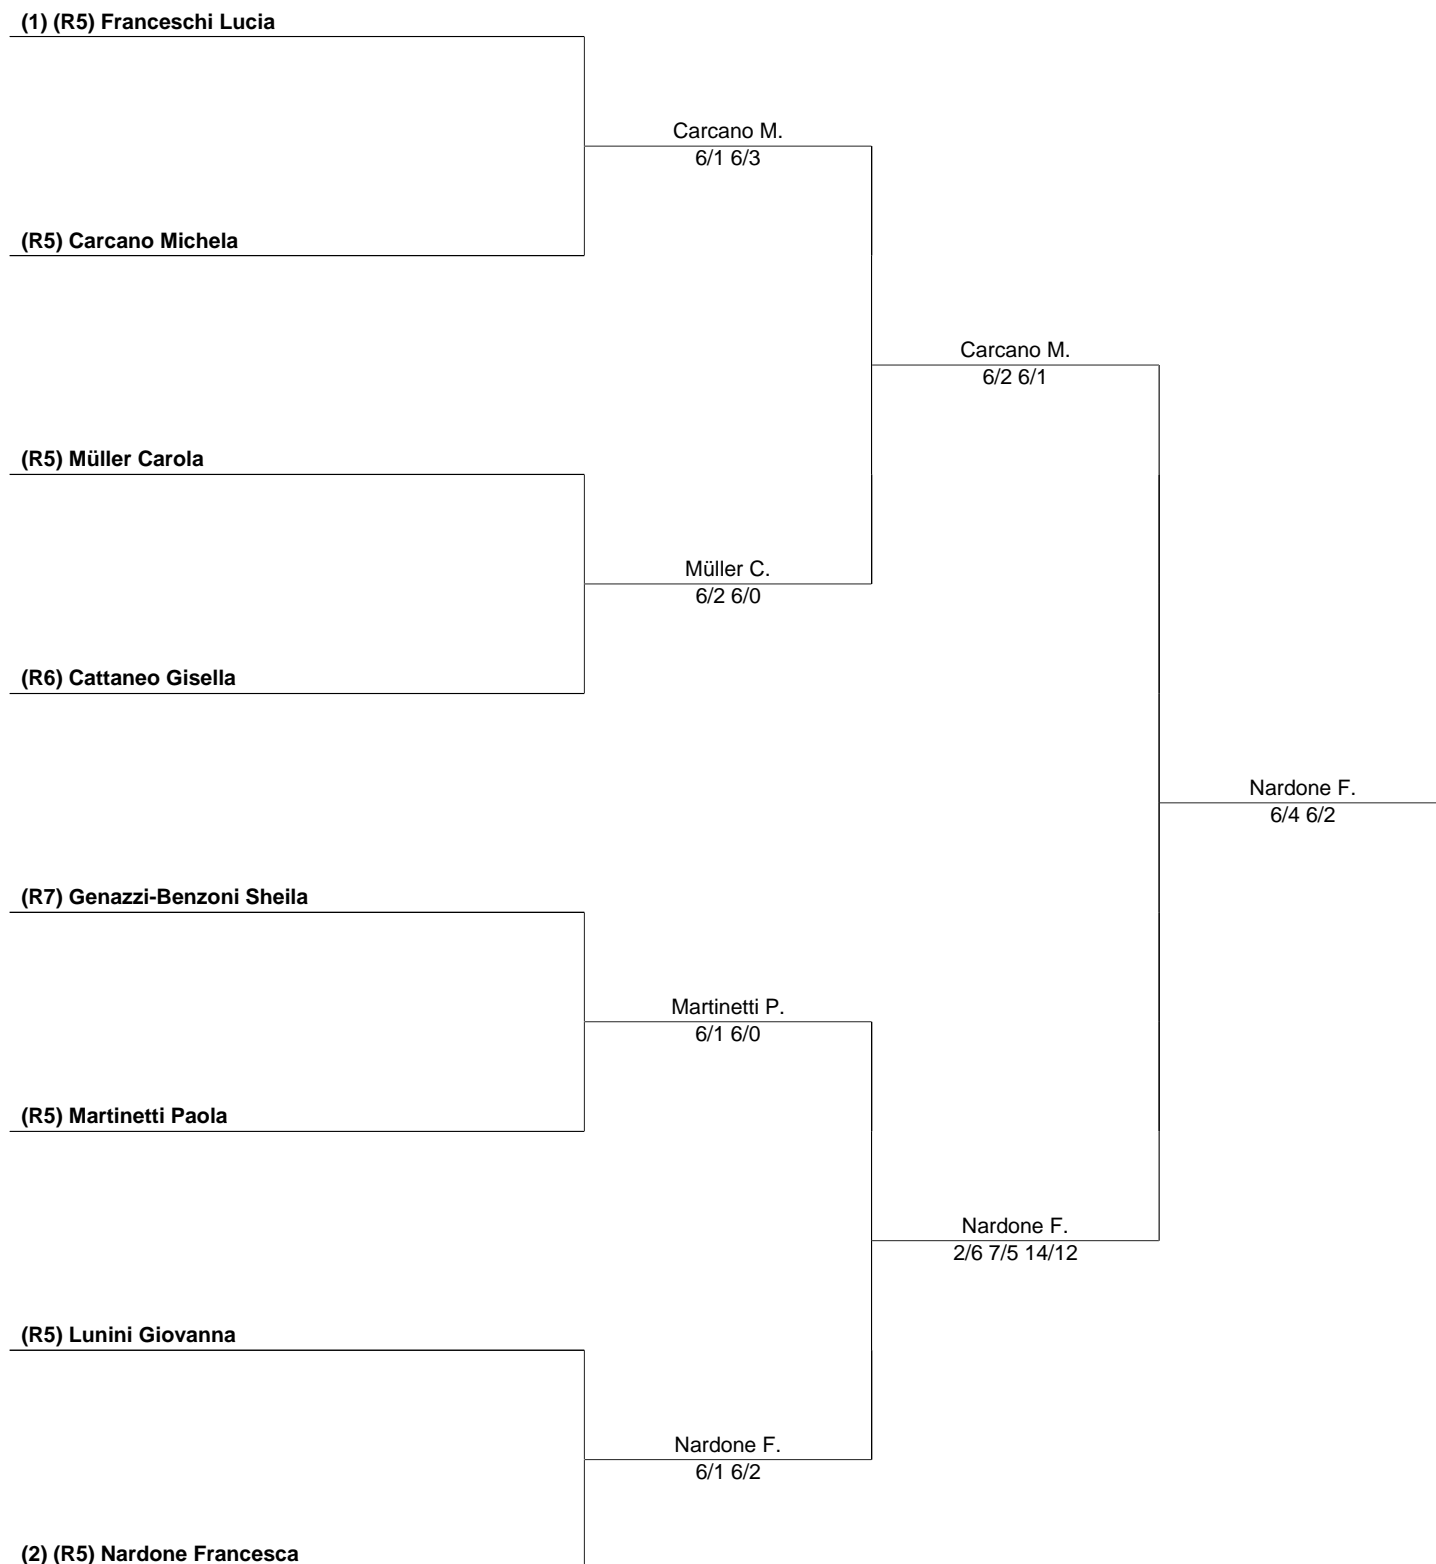 (1) (R5) Franceschi Lucia
Carcano M.
6/1 6/3
(R5) Carcano Michela
Carcano M.
6/2 6/1
(R5) Müller Carola
Müller C.
6/2 6/0
(R6) Cattaneo Gisella
Nardone F.
6/4 6/2
(R7) Genazzi-Benzoni Sheila
Martinetti P.
6/1 6/0
(R5) Martinetti Paola
Nardone F.
2/6 7/5 14/12
(R5) Lunini Giovanna
Nardone F.
6/1 6/2
(2) (R5) Nardone Francesca